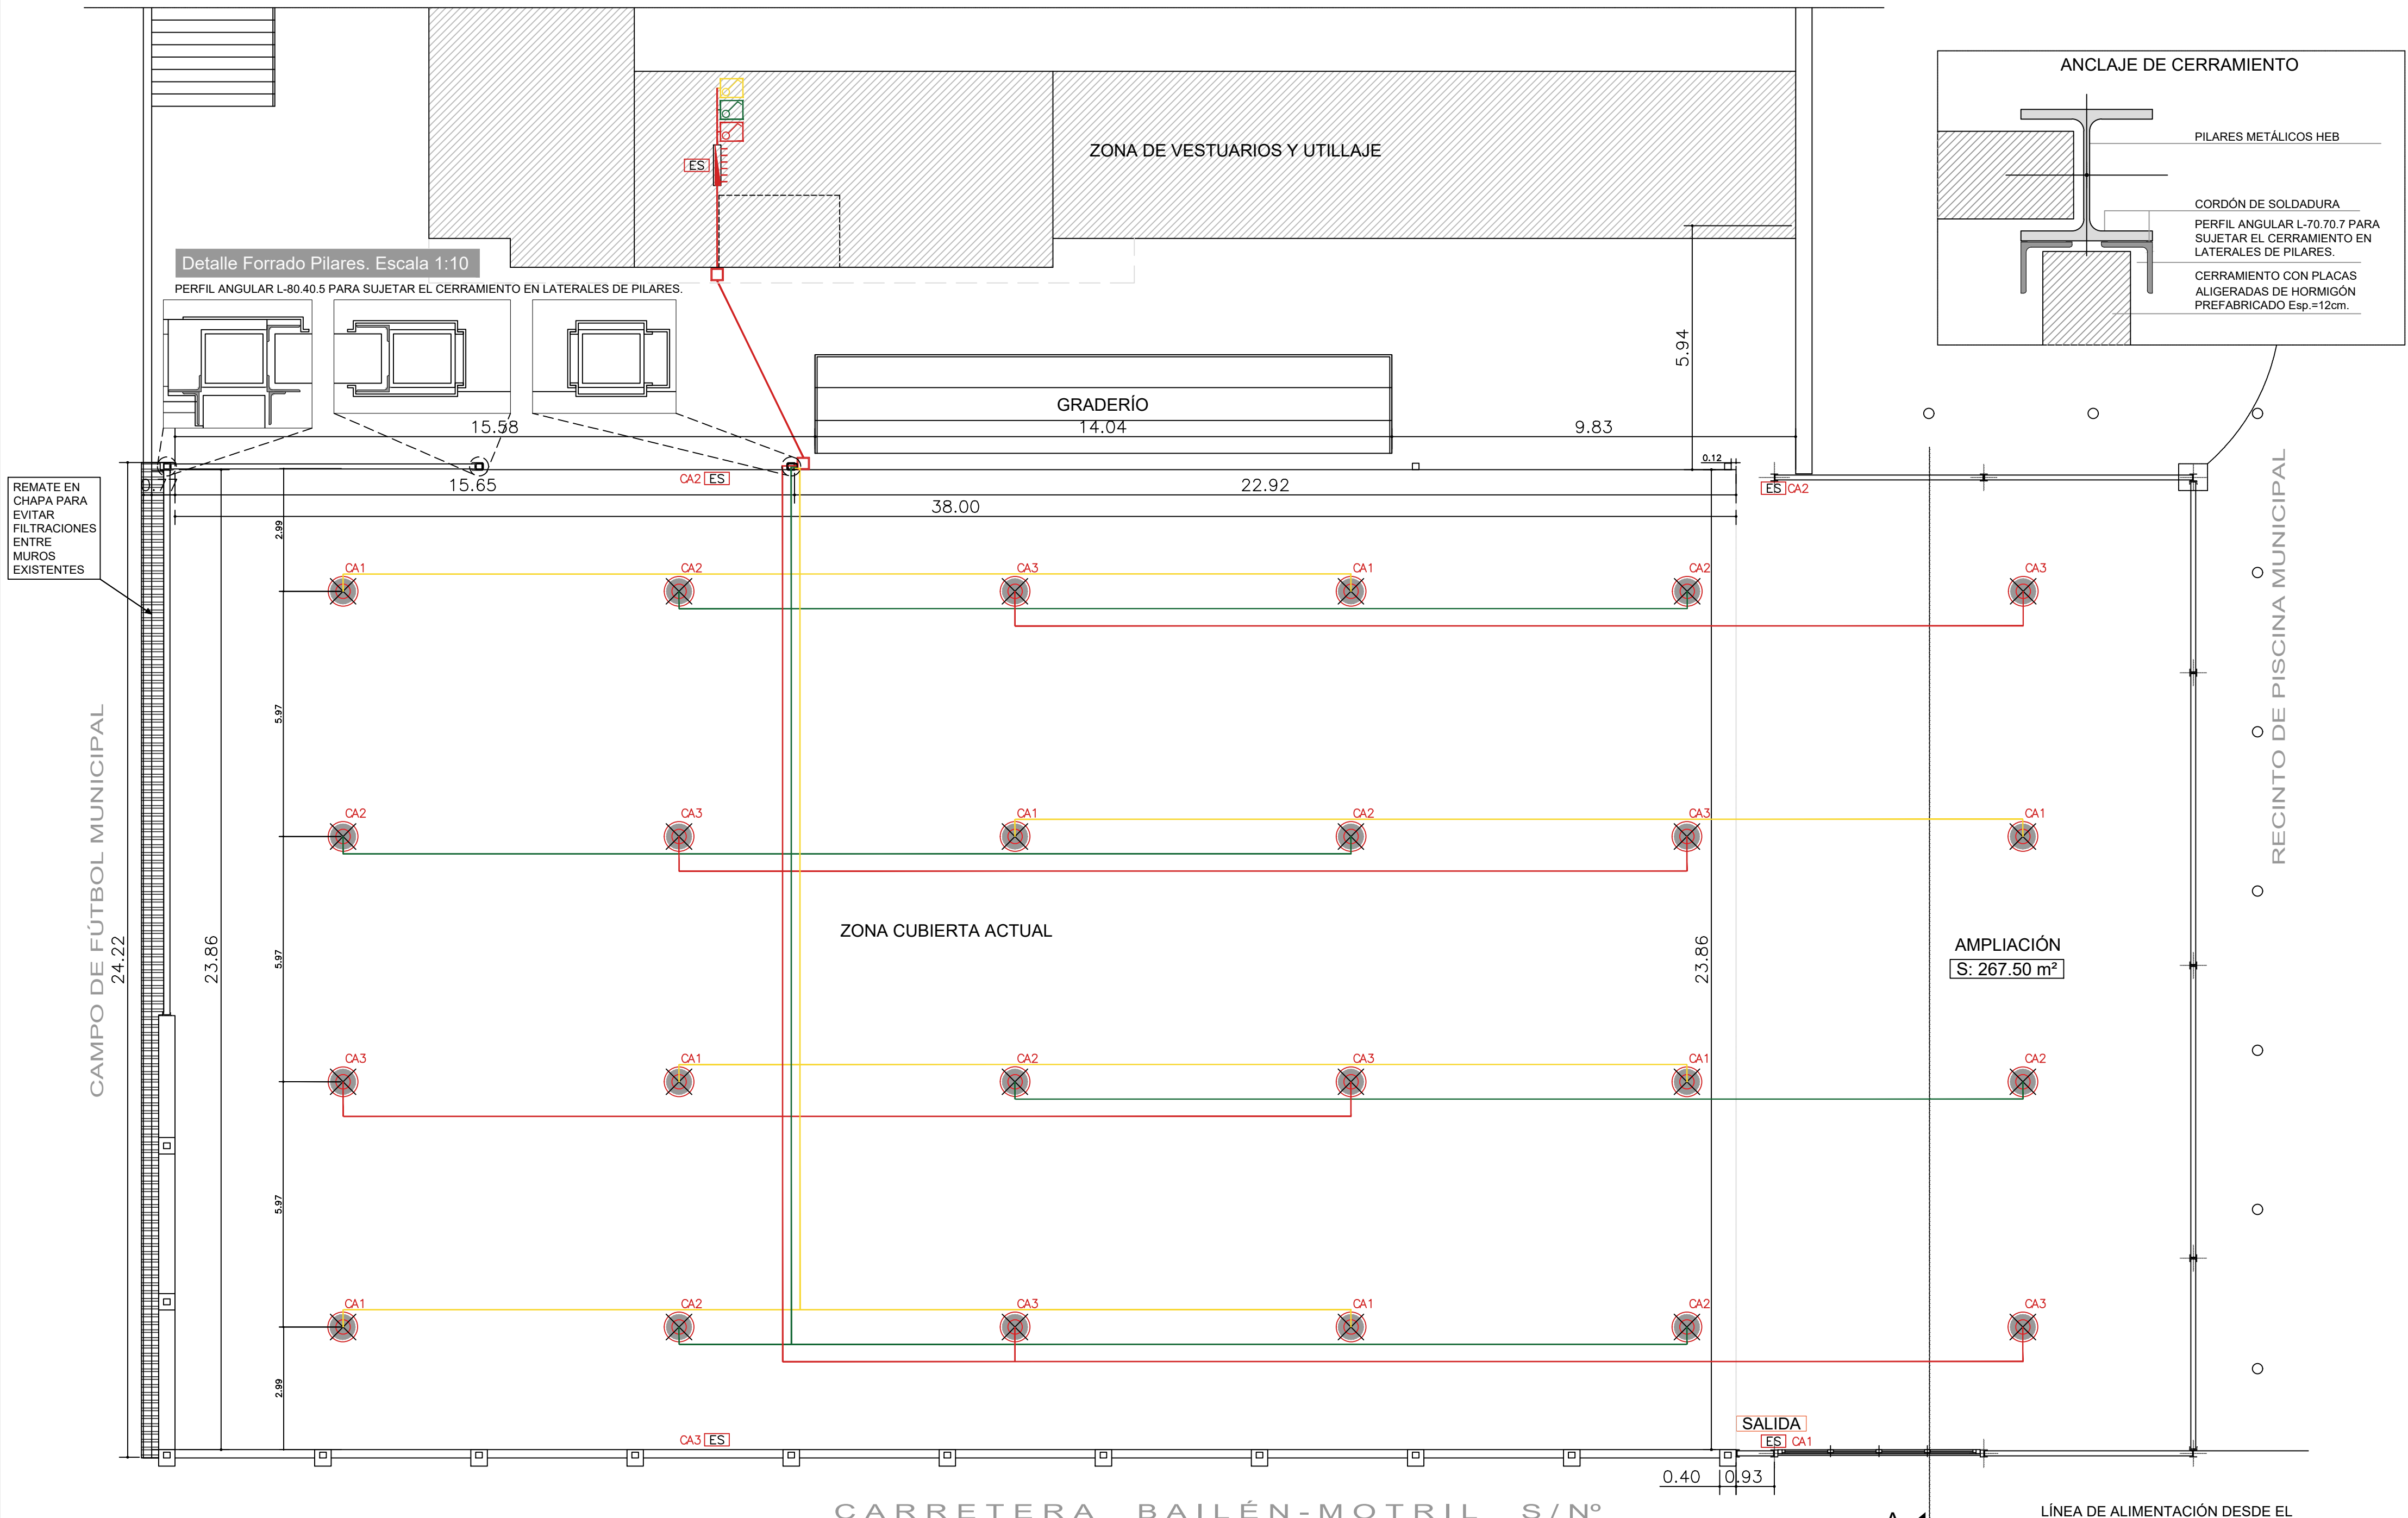 ANCLAJE DE CERRAMIENTO
PILARES METÁLICOS HEB
CORDÓN DE SOLDADURA
PERFIL ANGULAR L-70.70.7 PARA
SUJETAR EL CERRAMIENTO EN
LATERALES DE PILARES.
CERRAMIENTO CON PLACAS
ALIGERADAS DE HORMIGÓN
PREFABRICADO Esp.=12cm.
ZONA DE VESTUARIOS Y UTILLAJE
ES
Detalle Forrado Pilares. Escala 1:10
PERFIL ANGULAR L-80.40.5 PARA SUJETAR EL CERRAMIENTO EN LATERALES DE PILARES.
5.94
GRADERÍO
15.58
14.04
9.83
0.12
REMATE EN
CHAPA PARA
EVITAR
FILTRACIONES
ENTRE
MUROS
EXISTENTES
0.77
15.65
CA2 ES
22.92
ES CA2
38.00
2.99
CA1
CA2
CA3
CA1
CA2
CA3
RECINTO DE PISCINA MUNICIPAL
5.97
CA2
CA3
CA1
CA2
CA3
CA1
CAMPO DE FÚTBOL MUNICIPAL
24.22
23.86
5.97
ZONA CUBIERTA ACTUAL
23.86
AMPLIACIÓN
S: 267.50 m²
CA3
CA1
CA2
CA3
CA1
CA2
5.97
CA1
CA2
CA3
CA1
CA2
CA3
2.99
CA3 ES
SALIDA
ES CA1
0.40
0.93
CARRETERA BAILÉN-MOTRIL S/Nº
LÍNEA DE ALIMENTACIÓN DESDE EL